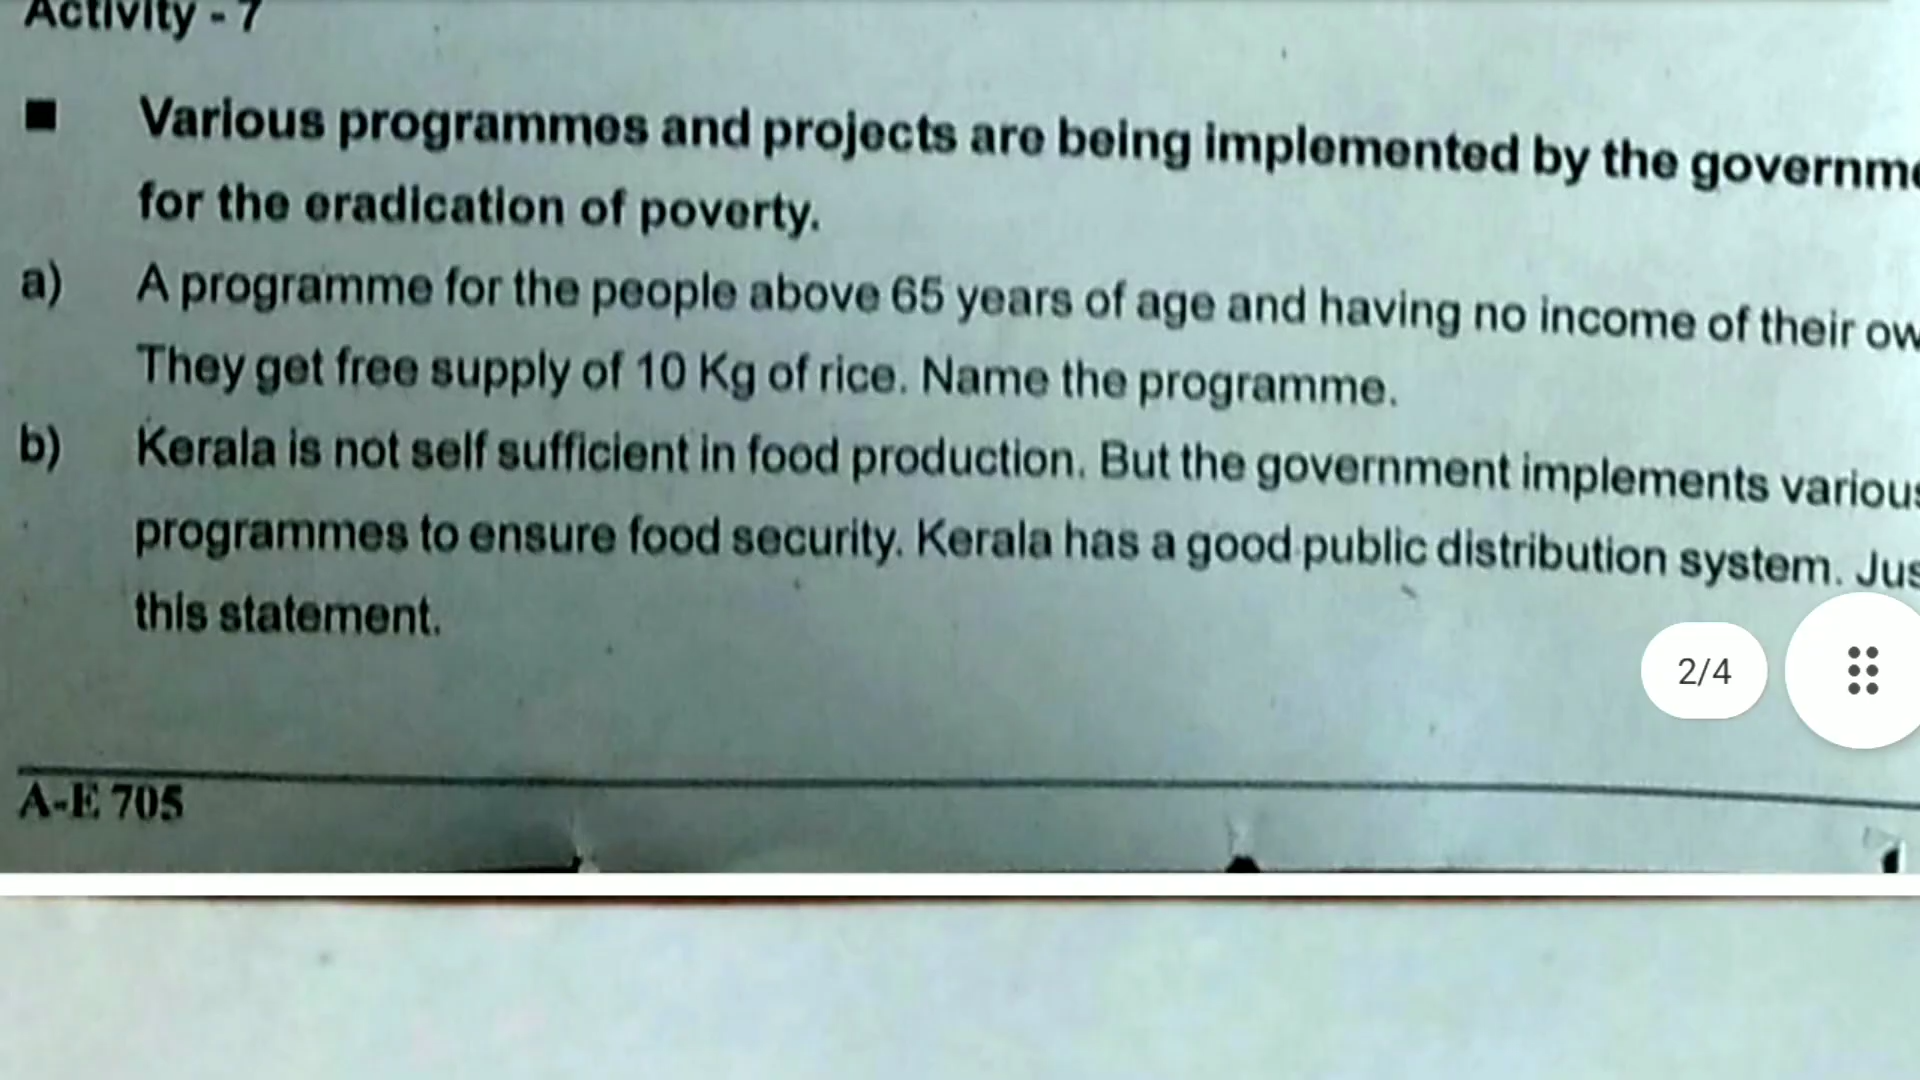 Activity - 7
■ Various programmes and projects are being implemented by the governme
for the eradication of poverty.
a) A programme for the people above 65 years of age and having no income of their ow
They get free supply of 10 Kg of rice. Name the programme.
b) Kerala is not self sufficient in food production. But the government implements various
programmes to ensure food security. Kerala has a good public distribution system. Jus
this statement.
2/4
A-E 705